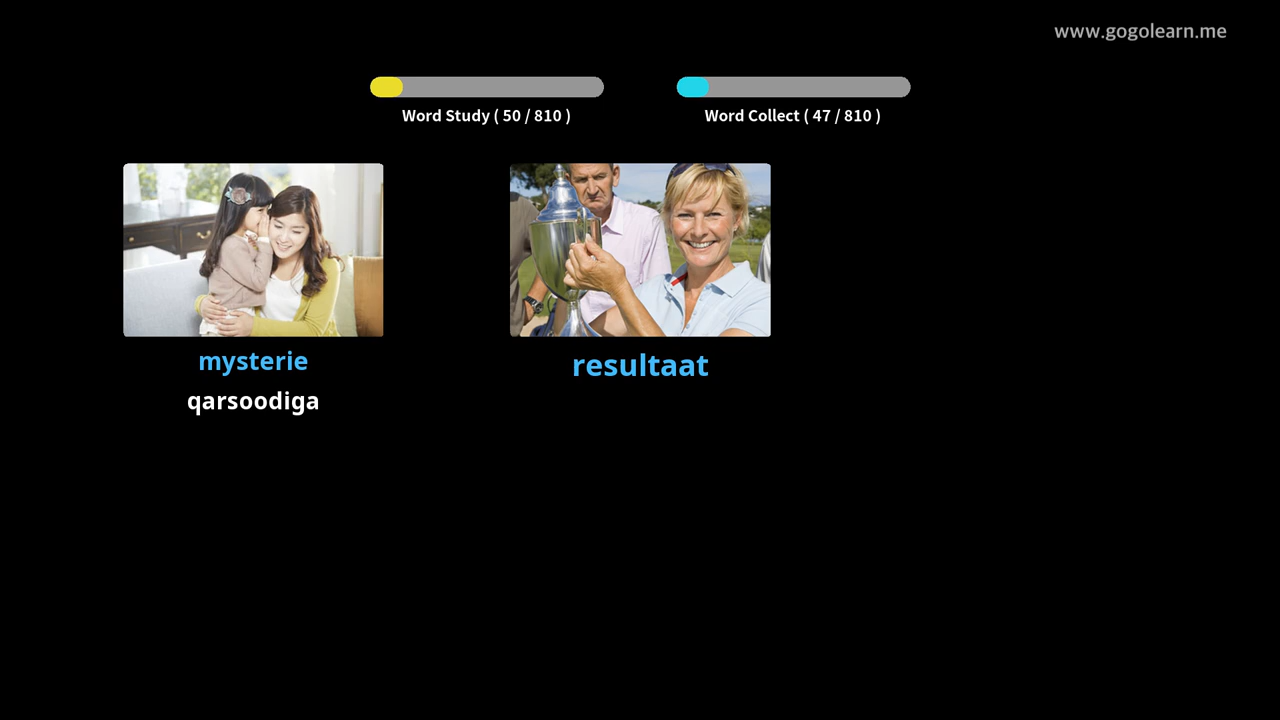 www.gogolearn.me
Word Study ( 50 / 810 )
Word Collect ( 47 / 810 )
mysterie
qarsoodiga
resultaat